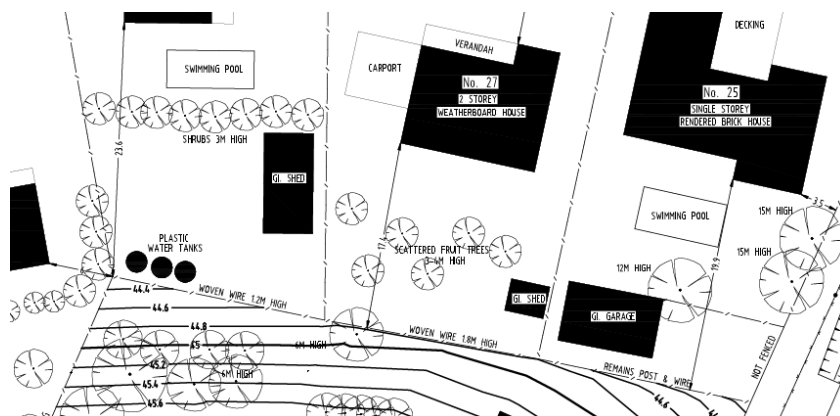 DECKING
VERANDAH
SWIMMING POOL
CARPORT
No. 27
2 STOREY
WEATHERBOARD HOUSE
No. 25
SINGLE STOREY
RENDERED BRICK HOUSE
SHRUBS 3M HIGH
23.6
GI. SHED
3.5
15M HIGH
SWIMMING POOL
PLASTIC
WATER TANKS
SCATTERED FRUIT TREES
3-4M HIGH
15M HIGH
12M HIGH
19.9
44.4
WOVEN WIRE 1.2M HIGH
GI. SHED
44.6
GI. GARAGE
44.8
WOVEN WIRE 1.8M HIGH
45
6M HIGH
NOT FENCED
45.2
REMAINS POST & WIRE
6M HIGH
45.4
45.6
44.6